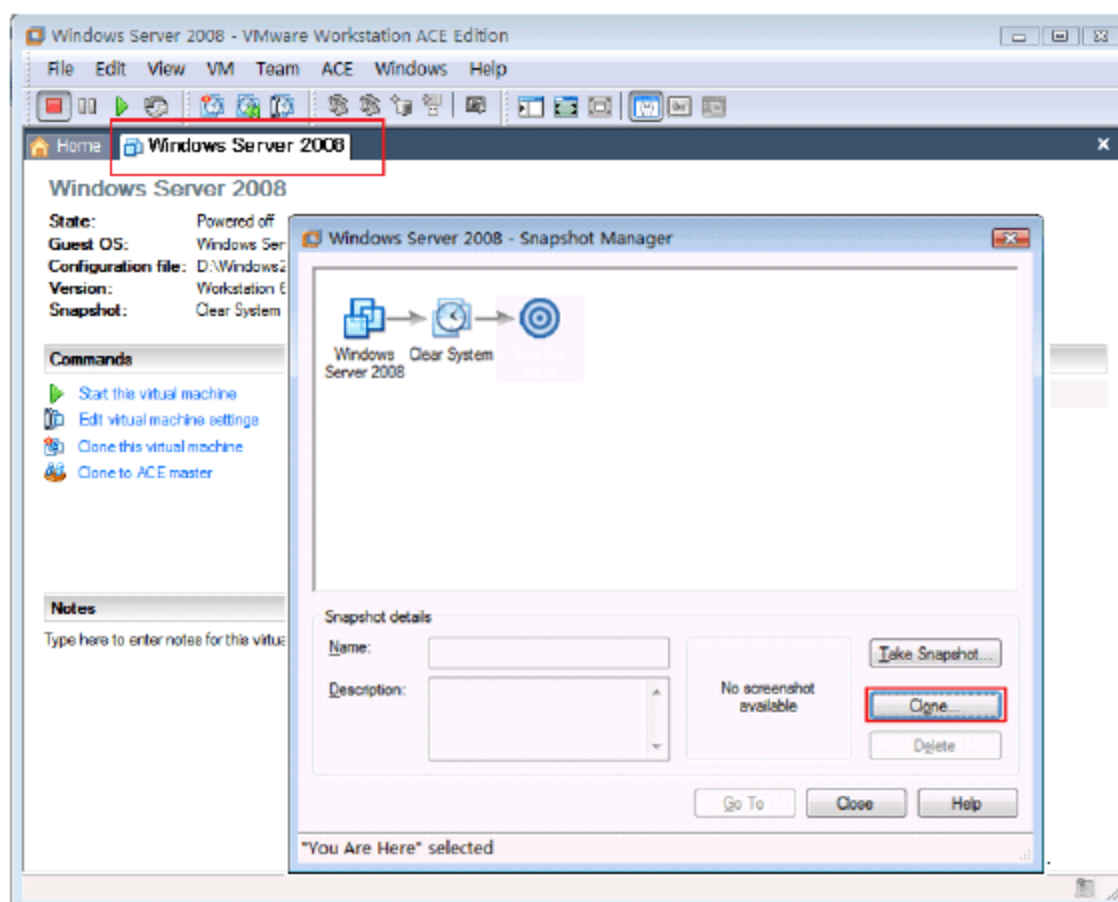 Windows Server 2008 - VMware Workstation ACE Edition
File Edit View VM Team ACE Windows Help
Home Windows Server 2008
Windows Server 2008
State: Powered off
Guest OS: Windows Ser
Configuration file: D:\Windows2
Version: Workstation 6
Snapshot: Clear System
Commands
Start this virtual machine
Edit virtual machine settings
Clone this virtual machine
Clone to ACE master
Notes
Type here to enter notes for this virtua
Windows Server 2008 - Snapshot Manager
Windows Server 2008
Clear System
Snapshot details
Name:
Description:
No screenshot available
Take Snapshot...
Clone...
Delete
Go To Close Help
"You Are Here" selected